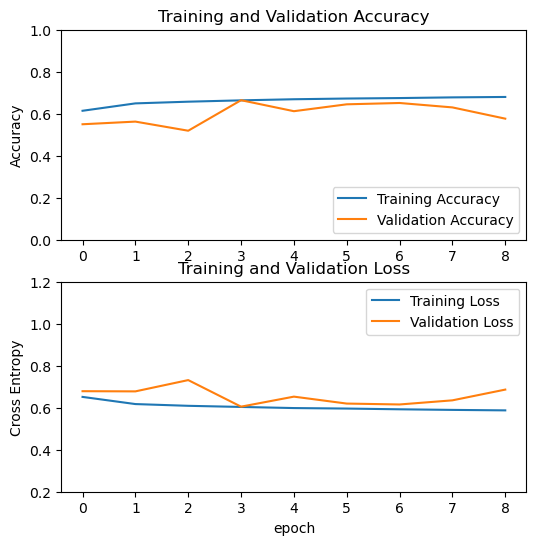 Training and Validation Accuracy
1.0
0.8
0.6
0.4
0.2
0.0
Accuracy
Training Accuracy
Validation Accuracy
0 1 2 3 4 5 6 7 8
Training and Validation Loss
1.2
1.0
0.8
0.6
0.4
0.2
Cross Entropy
Training Loss
Validation Loss
0 1 2 3 4 5 6 7 8
epoch